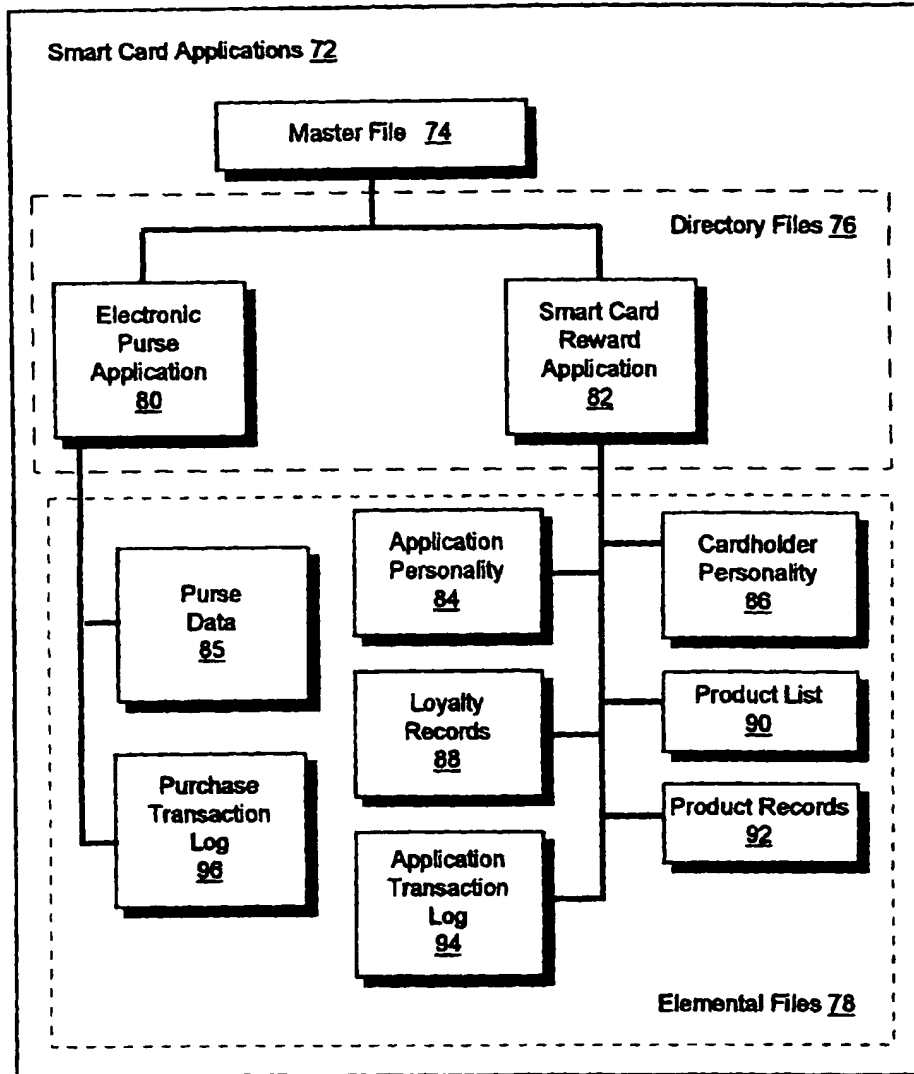 Smart Card Applications 72
Master File 74
Directory Files 76
Electronic
Purse
Application
80
Smart Card
Reward
Application
82
Purse
Data
85
Purchase
Transaction
Log
96
Application
Personality
84
Cardholder
Personality
86
Loyalty
Records
88
Product List
90
Product Records
92
Application
Transaction
Log
94
Elemental Files 78